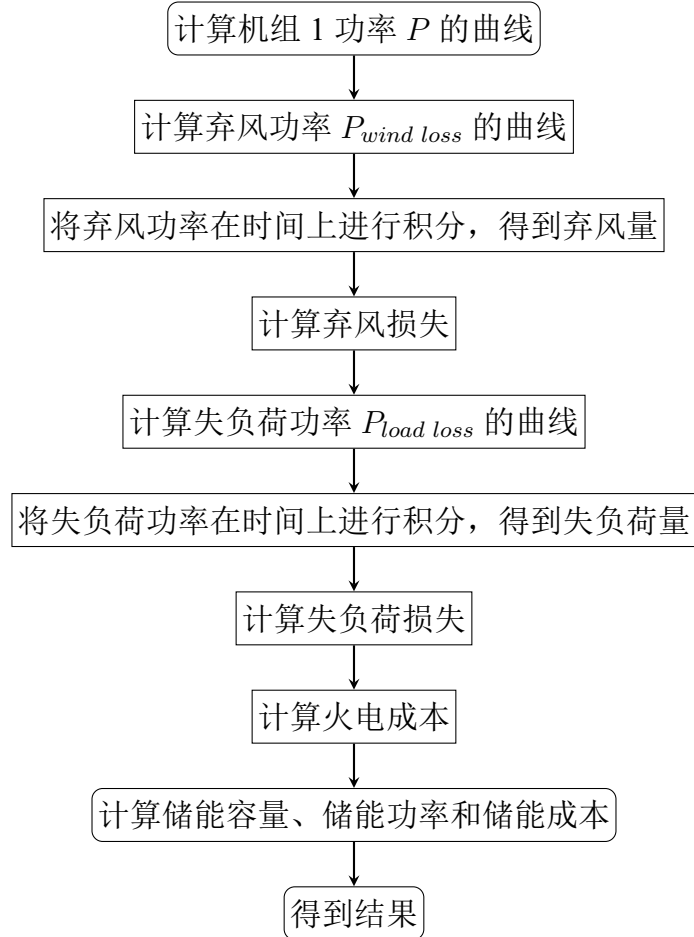 计算机组 1 功率 P 的曲线
计算弃风功率 P_{wind loss} 的曲线
将弃风功率在时间上进行积分，得到弃风量
计算弃风损失
计算失负荷功率 P_{load loss} 的曲线
将失负荷功率在时间上进行积分，得到失负荷量
计算失负荷损失
计算火电成本
计算储能容量、储能功率和储能成本
得到结果